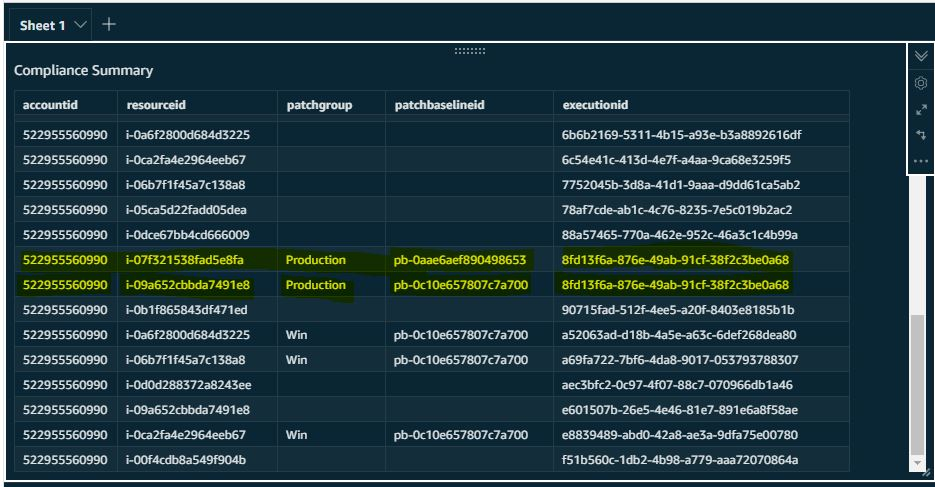 Sheet 1
Compliance Summary
accountid resourceid patchgroup patchbaselineid executionid
522955560990 i-0a6f2800d684d3225 6b6b2169-5311-4b15-a93e-b3a8892616df
522955560990 i-0ca2fa4e2964eeb67 6c54e41c-413d-4e7f-a4aa-9ca68e3259f5
522955560990 i-06b7f1f45a7c138a8 7752045b-3d8a-41d1-9aaa-d9dd61ca5ab2
522955560990 i-05ca5d22fadd05dea 78af7cde-ab1c-4c76-8235-7e5c019b2ac2
522955560990 i-0dce67bb4cd666009 88a57465-770a-462e-952c-46a3c1c4b99a
522955560990 i-07f321538fad5e8fa Production pb-0aae6aef890498653 8fd13f6a-876e-49ab-91cf-38f2c3be0a68
522955560990 i-09a652cbbda7491e8 Production pb-0c10e657807c7a700 8fd13f6a-876e-49ab-91cf-38f2c3be0a68
522955560990 i-0b1f865843df471ed 90715fad-512f-4ee5-a20f-8403e8185b1b
522955560990 i-0a6f2800d684d3225 Win pb-0c10e657807c7a700 a52063ad-d18b-4a5e-a63c-6def268dea80
522955560990 i-06b7f1f45a7c138a8 Win pb-0c10e657807c7a700 a69fa722-7bf6-4da8-9017-053793788307
522955560990 i-0d0d288372a8243ee aec3bfc2-0c97-4f07-88c7-070966db1a46
522955560990 i-09a652cbbda7491e8 e601507b-26e5-4e46-81e7-891e6a8f58ae
522955560990 i-0ca2fa4e2964eeb67 Win pb-0c10e657807c7a700 e8839489-abd0-42a8-ae3a-9dfa75e00780
522955560990 i-00f4cdb8a549f904b f51b560c-1db2-4b98-a779-aaa72070864a